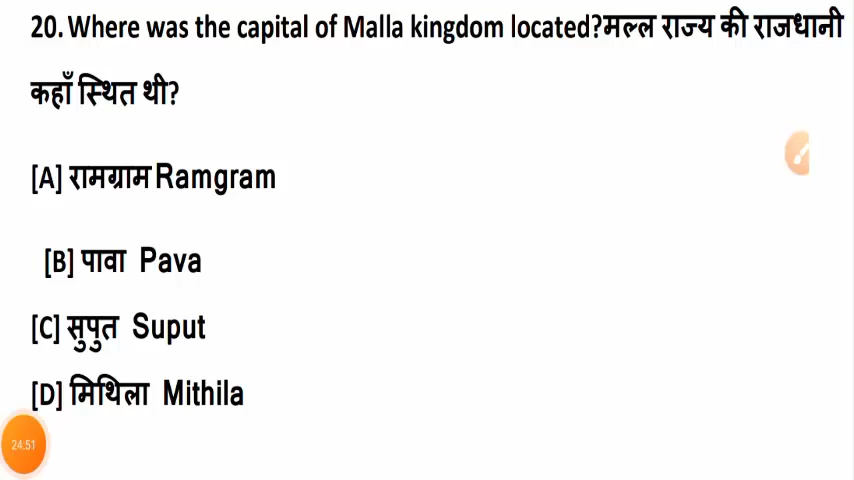 20. Where was the capital of Malla kingdom located?मल्ल राज्य की राजधानी
कहाँ स्थित थी?
[A] रामग्राम Ramgram
[B] पावा Pava
[C] सुपुत Suput
[D] मिथिला Mithila
24:51